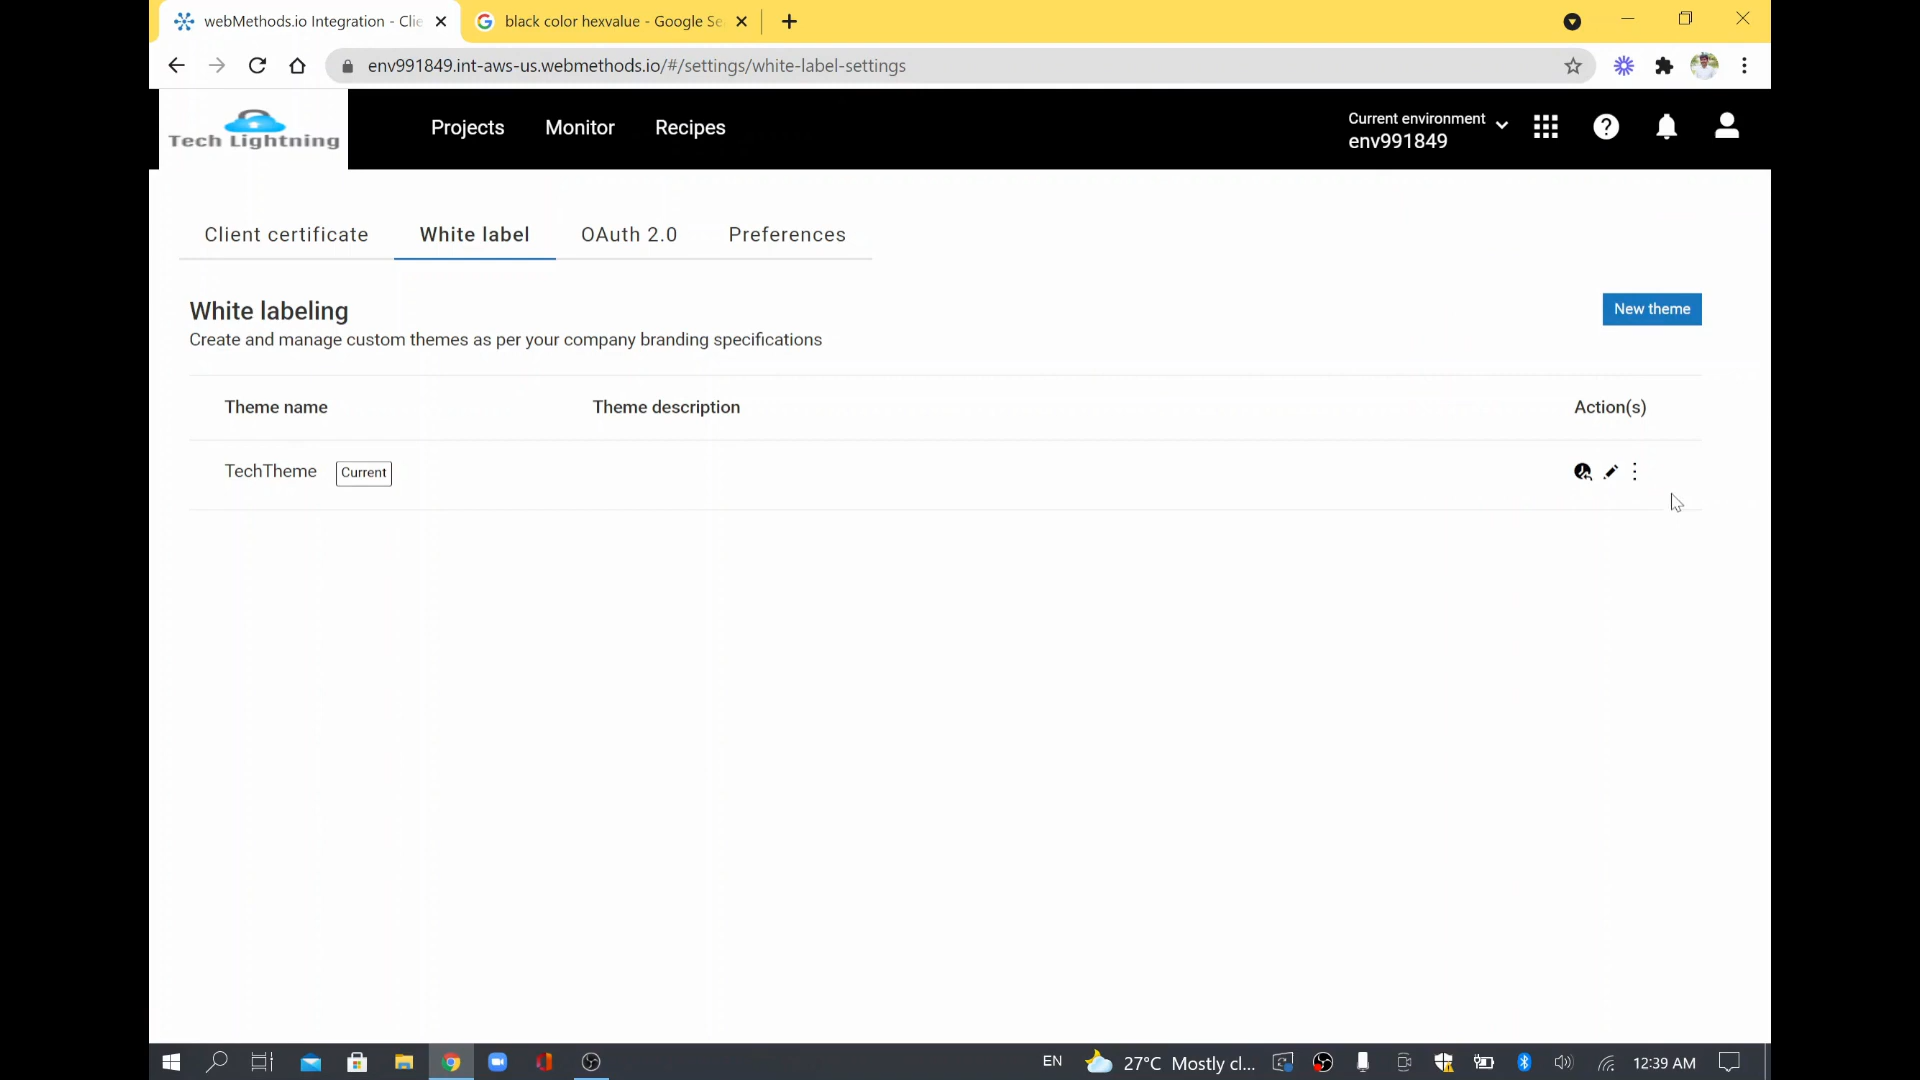 webMethods.io Integration - Clie
black color hexvalue - Google Se
env991849.int-aws-us.webmethods.io/#/settings/white-label-settings
Tech Lightning
Projects
Monitor
Recipes
Current environment
env991849
Client certificate
White label
OAuth 2.0
Preferences
White labeling
Create and manage custom themes as per your company branding specifications
New theme
Theme name
Theme description
Action(s)
TechTheme
Current
EN
27°C Mostly cl...
12:39 AM